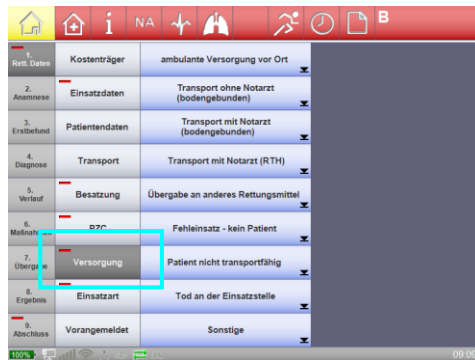 NA
B
1.
Rett. Daten
Kostenträger
ambulante Versorgung vor Ort
2.
Anamnese
Einsatzdaten
Transport ohne Notarzt
(bodengebunden)
3.
Erstbefund
Patientendaten
Transport mit Notarzt
(bodengebunden)
4.
Diagnose
Transport
Transport mit Notarzt (RTH)
5.
Verlauf
Besatzung
Übergabe an anderes Rettungsmittel
6.
PZC
Fehleinsatz - kein Patient
7.
Übergabe
Versorgung
Patient nicht transportfähig
8.
Ergebnis
Einsatzart
Tod an der Einsatzstelle
9.
Abschluss
Vorangemeldet
Sonstige
100%
09:09